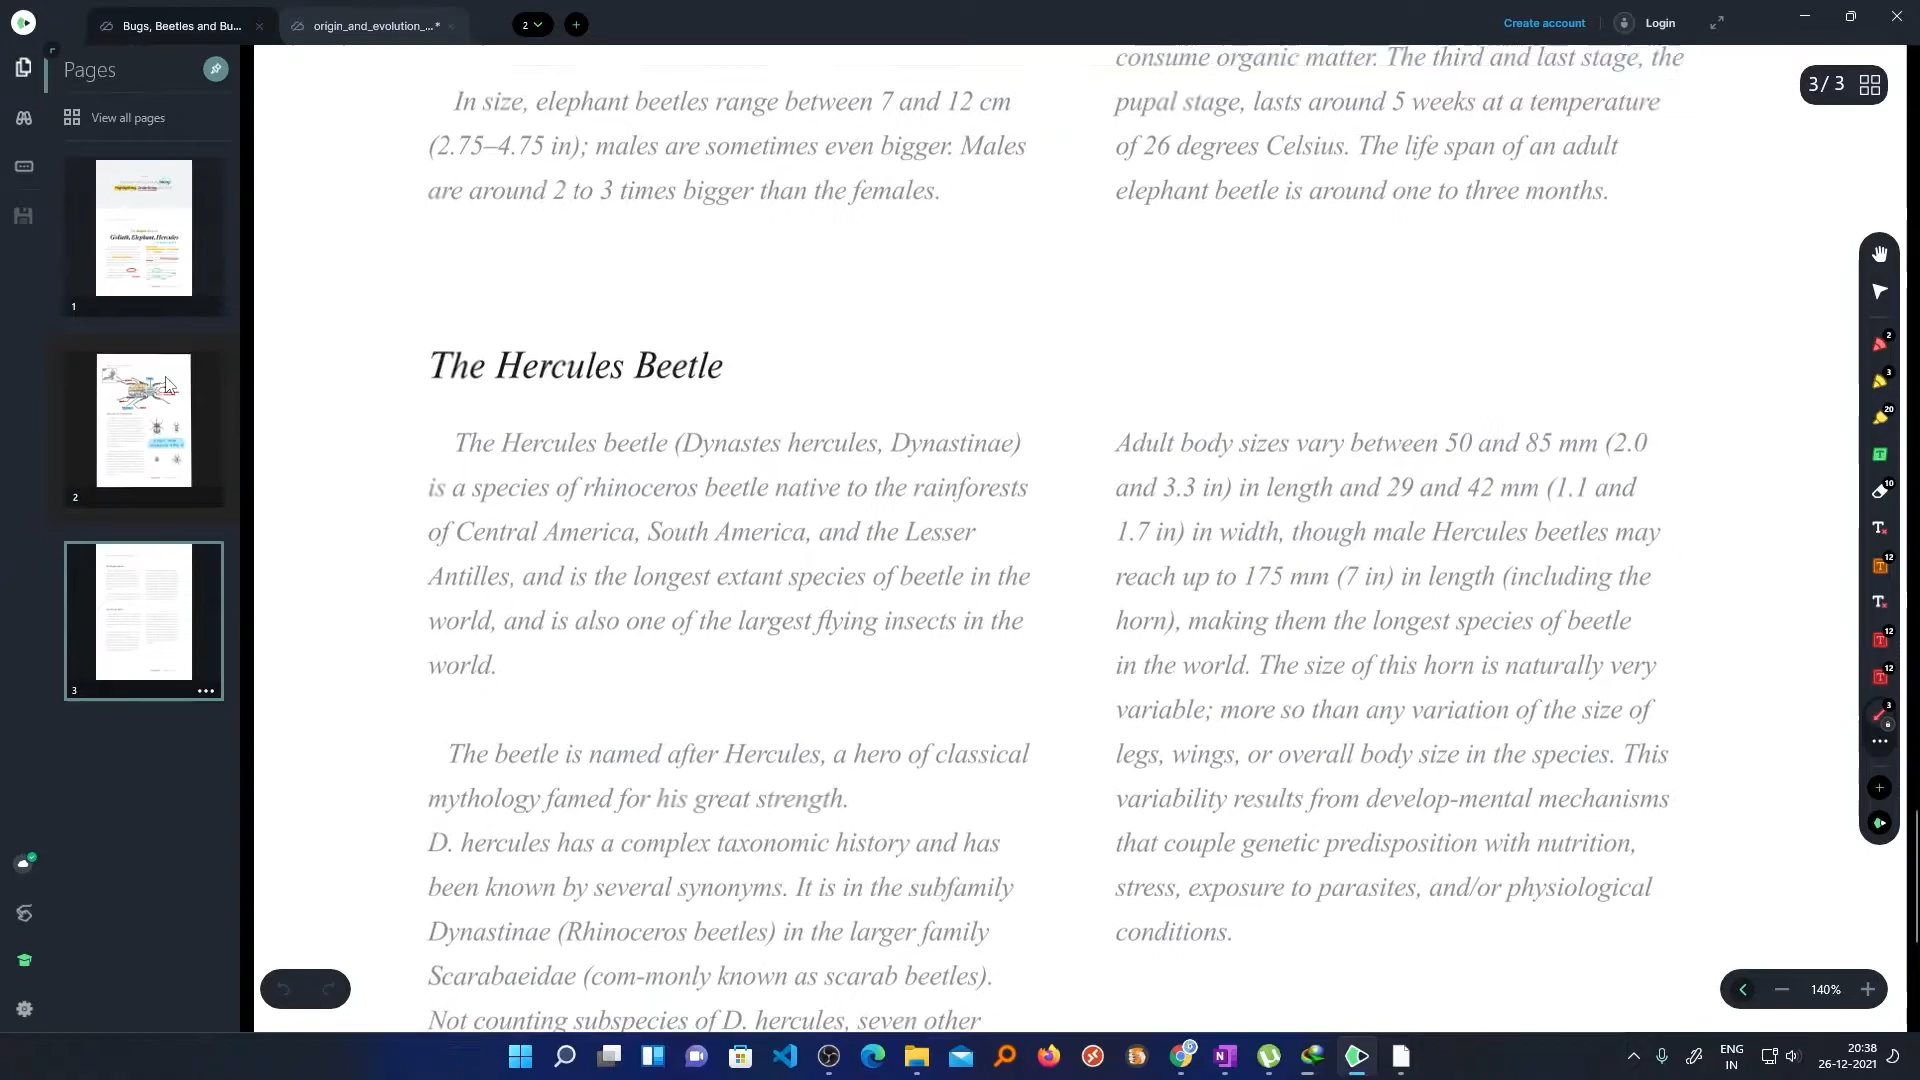 Bugs, Beetles and Bu...
origin_and_evolution_...*
2
Create account
Login
Pages
View all pages
1
2
3
3/ 3
consume organic matter. The third and last stage, the
In size, elephant beetles range between 7 and 12 cm
(2.75–4.75 in); males are sometimes even bigger. Males
are around 2 to 3 times bigger than the females.
pupal stage, lasts around 5 weeks at a temperature
of 26 degrees Celsius. The life span of an adult
elephant beetle is around one to three months.
The Hercules Beetle
The Hercules beetle (Dynastes hercules, Dynastinae)
is a species of rhinoceros beetle native to the rainforests
of Central America, South America, and the Lesser
Antilles, and is the longest extant species of beetle in the
world, and is also one of the largest flying insects in the
world.
The beetle is named after Hercules, a hero of classical
mythology famed for his great strength.
D. hercules has a complex taxonomic history and has
been known by several synonyms. It is in the subfamily
Dynastinae (Rhinoceros beetles) in the larger family
Scarabaeidae (com-monly known as scarab beetles).
Not counting subspecies of D. hercules, seven other
Adult body sizes vary between 50 and 85 mm (2.0
and 3.3 in) in length and 29 and 42 mm (1.1 and
1.7 in) in width, though male Hercules beetles may
reach up to 175 mm (7 in) in length (including the
horn), making them the longest species of beetle
in the world. The size of this horn is naturally very
variable; more so than any variation of the size of
legs, wings, or overall body size in the species. This
variability results from develop-mental mechanisms
that couple genetic predisposition with nutrition,
stress, exposure to parasites, and/or physiological
conditions.
2
3
20
10
12
12
12
3
140%
ENG
IN
20:38
26-12-2021